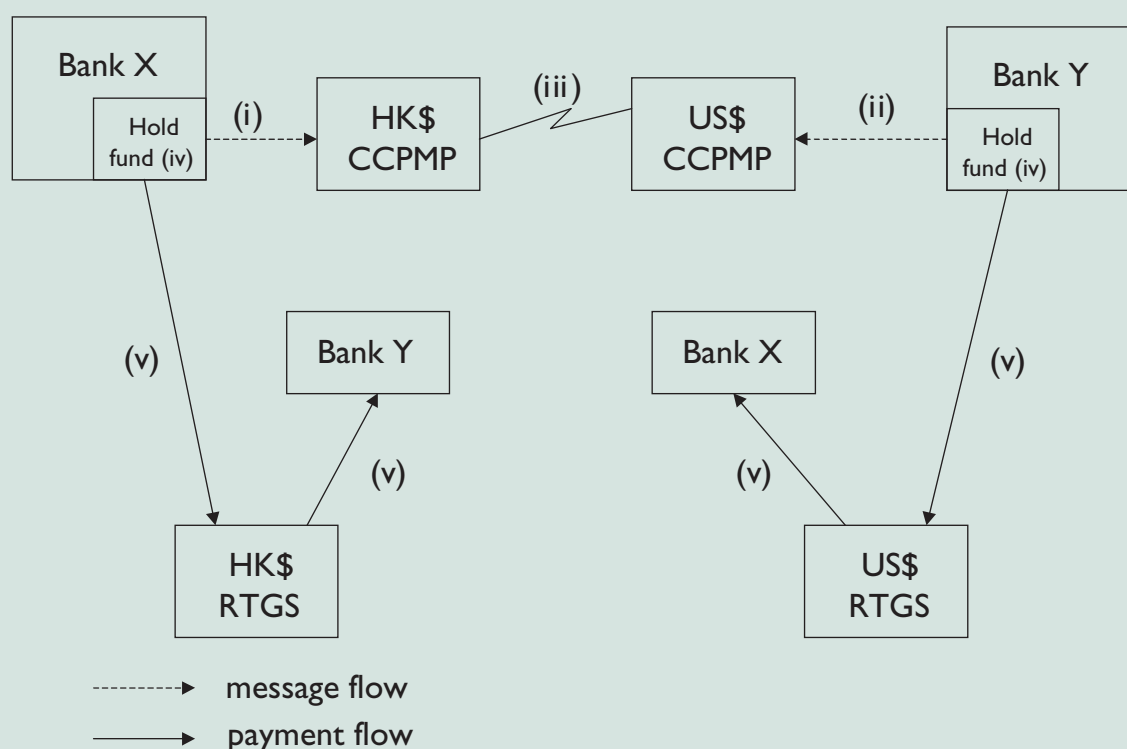 Bank X
Hold
fund (iv)
(i)
HK$
CCPMP
(iii)
US$
CCPMP
(ii)
Bank Y
Hold
fund (iv)
(v)
Bank Y
Bank X
(v)
(v)
(v)
HK$
RTGS
US$
RTGS
message flow
payment flow